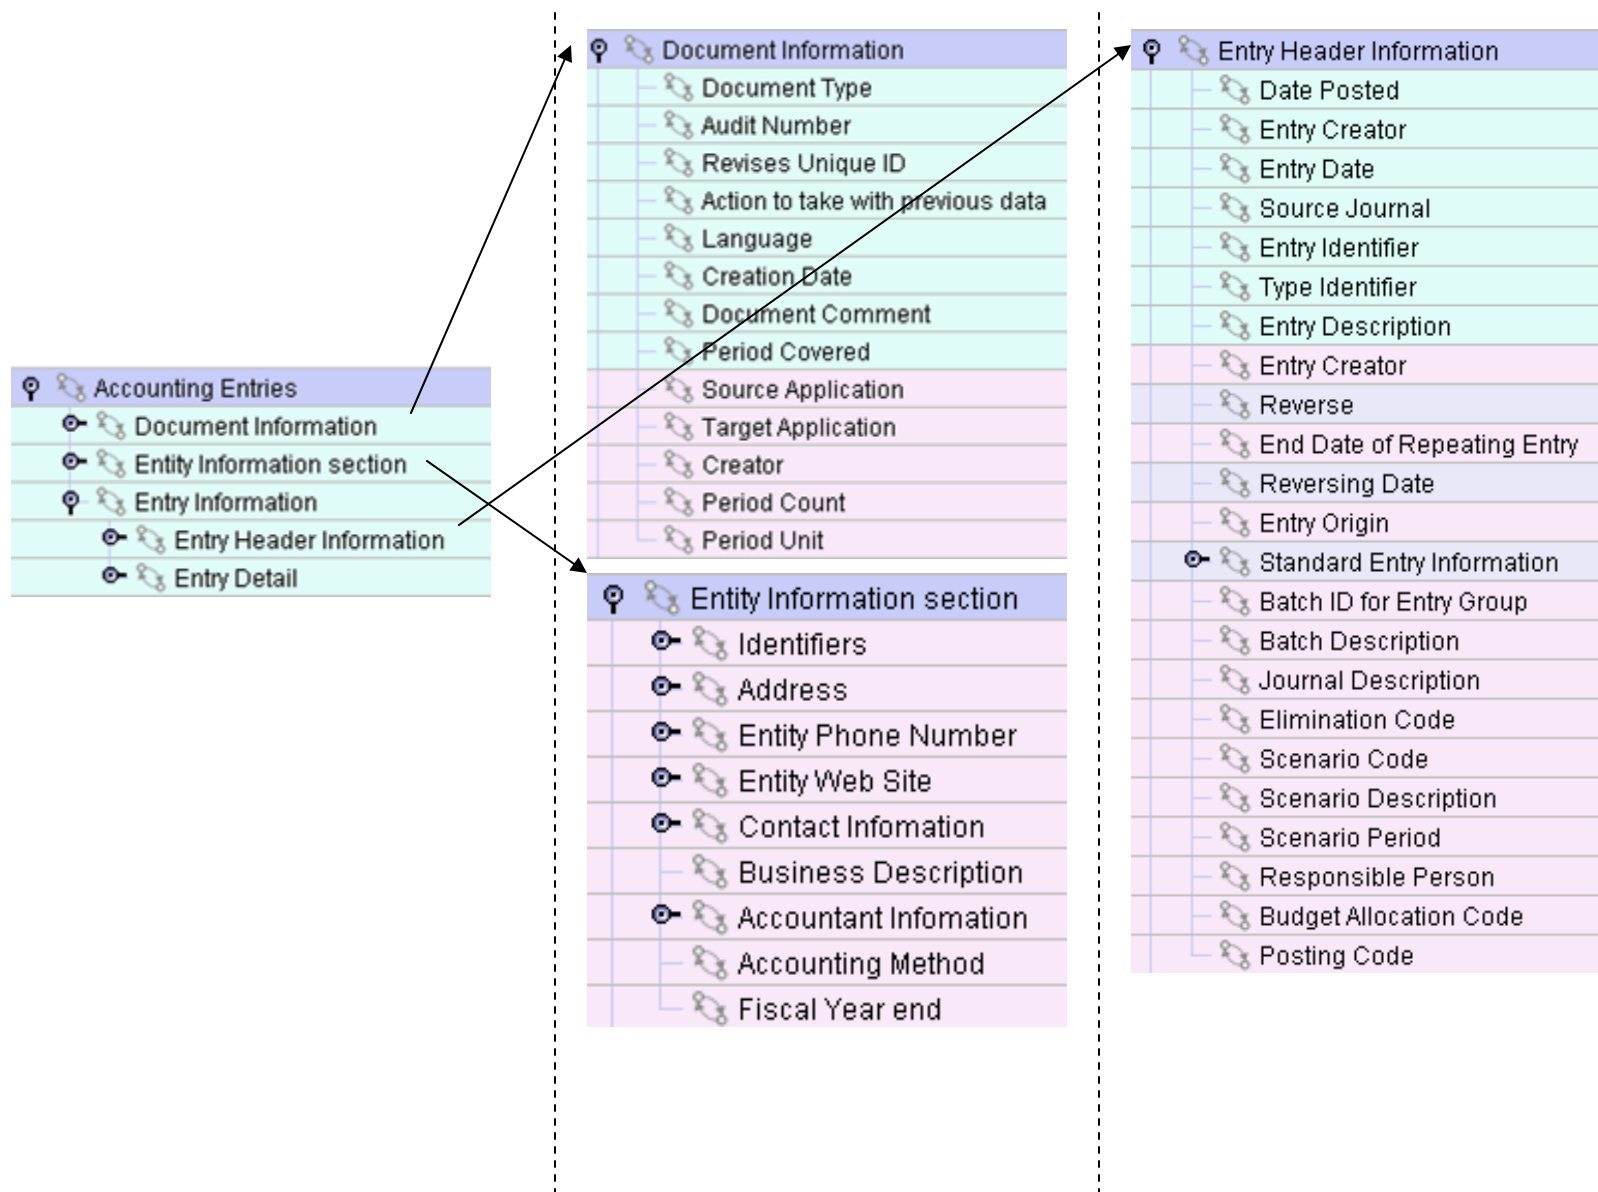 Accounting Entries
Document Information
Entity Information section
Entry Information
Entry Header Information
Entry Detail
Document Information
Document Type
Audit Number
Revises Unique ID
Action to take with previous data
Language
Creation Date
Document Comment
Period Covered
Source Application
Target Application
Creator
Period Count
Period Unit
Entity Information section
Identifiers
Address
Entity Phone Number
Entity Web Site
Contact Infomation
Business Description
Accountant Infomation
Accounting Method
Fiscal Year end
Entry Header Information
Date Posted
Entry Creator
Entry Date
Source Journal
Entry Identifier
Type Identifier
Entry Description
Entry Creator
Reverse
End Date of Repeating Entry
Reversing Date
Entry Origin
Standard Entry Information
Batch ID for Entry Group
Batch Description
Journal Description
Elimination Code
Scenario Code
Scenario Description
Scenario Period
Responsible Person
Budget Allocation Code
Posting Code